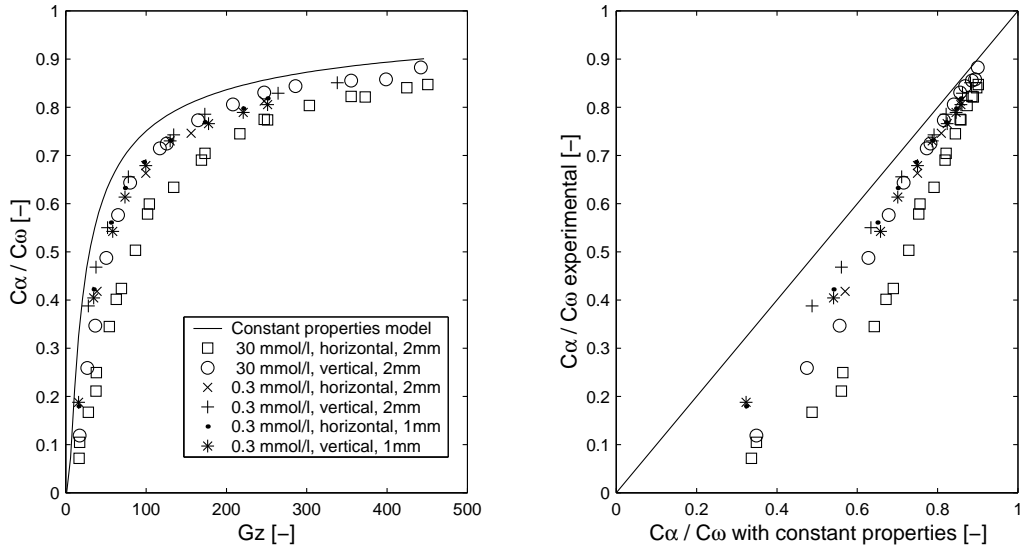 1
0.9
0.8
0.7
0.6
0.5
0.4
0.3
0.2
0.1
0
0 100 200 300 400 500
Gz [–]
Cα / Cω [–]
Constant properties model
30 mmol/l, horizontal, 2mm
30 mmol/l, vertical, 2mm
0.3 mmol/l, horizontal, 2mm
0.3 mmol/l, vertical, 2mm
0.3 mmol/l, horizontal, 1mm
0.3 mmol/l, vertical, 1mm
1
0.9
0.8
0.7
0.6
0.5
0.4
0.3
0.2
0.1
0
0 0.2 0.4 0.6 0.8 1
Cα / Cω with constant properties [–]
Cα / Cω experimental [–]